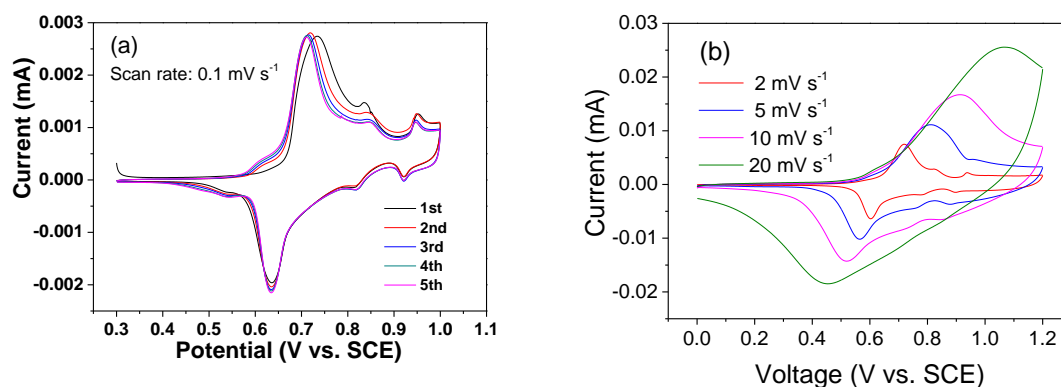 (a)
Scan rate: 0.1 mV s⁻¹
Current (mA)
0.003
0.002
0.001
0.000
-0.001
-0.002
1st
2nd
3rd
4th
5th
0.3 0.4 0.5 0.6 0.7 0.8 0.9 1.0 1.1
Potential (V vs. SCE)
(b)
2 mV s⁻¹
5 mV s⁻¹
10 mV s⁻¹
20 mV s⁻¹
Current (mA)
0.03
0.02
0.01
0.00
-0.01
-0.02
0.0 0.2 0.4 0.6 0.8 1.0 1.2
Voltage (V vs. SCE)